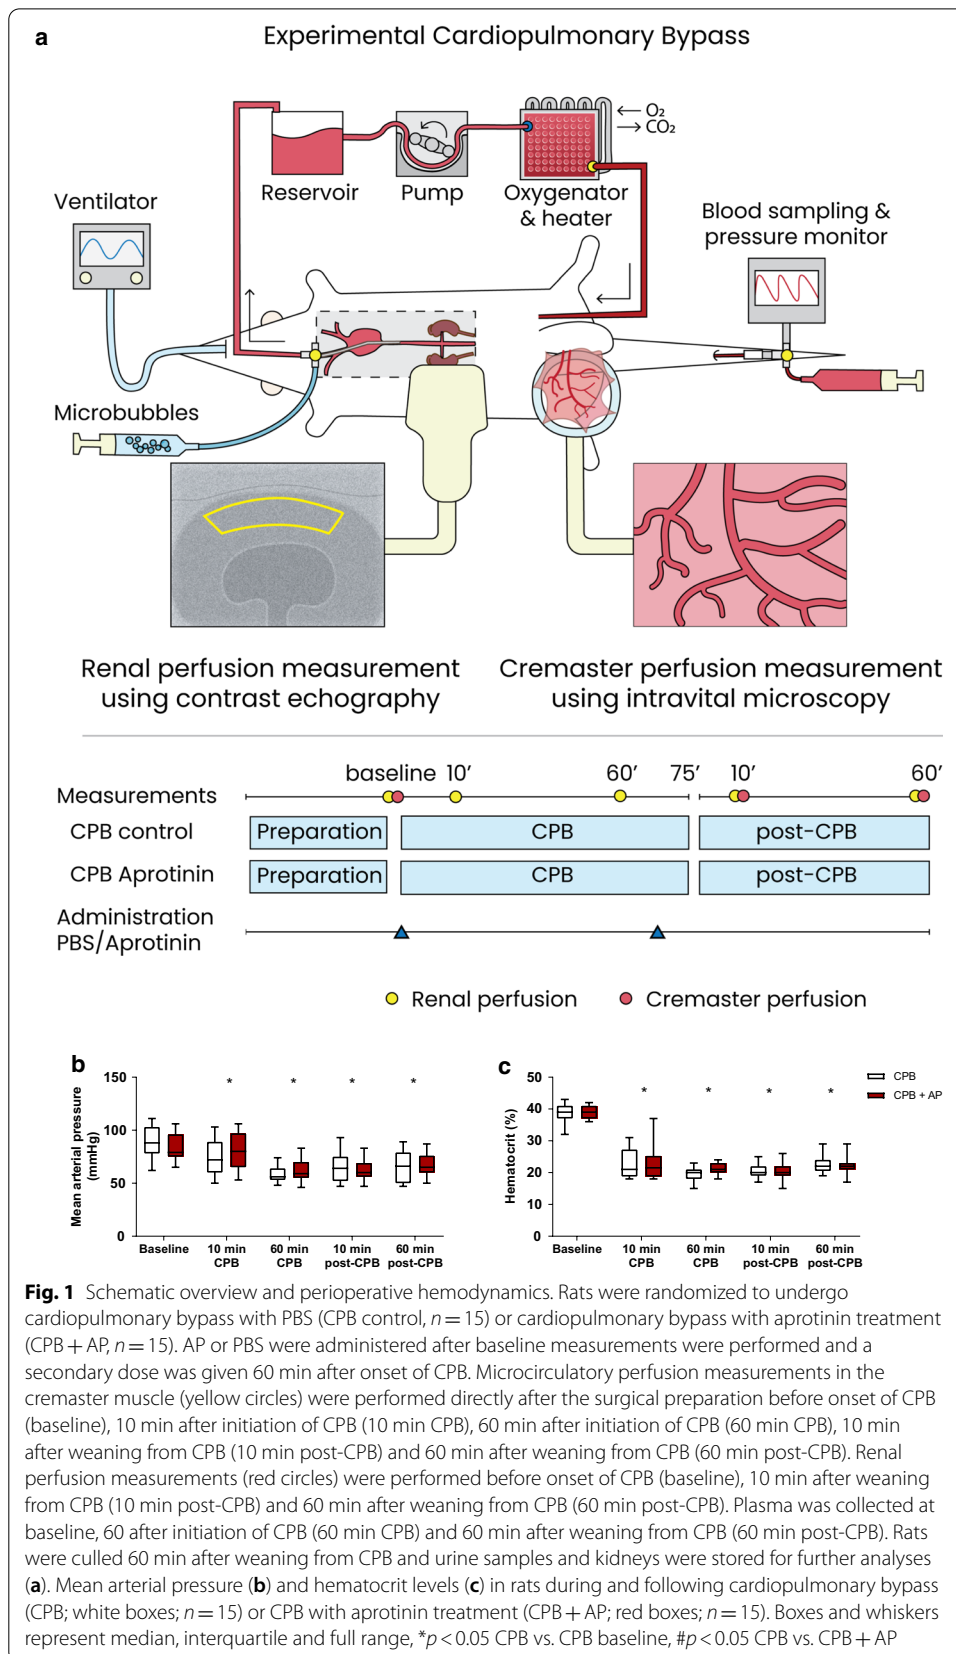 a
Experimental Cardiopulmonary Bypass
O₂
CO₂
Reservoir
Pump
Oxygenator
& heater
Ventilator
Blood sampling &
pressure monitor
Microbubbles
Renal perfusion measurement
using contrast echography
Cremaster perfusion measurement
using intravital microscopy
baseline 10′ 60′ 75′ 10′ 60′
Measurements
CPB control Preparation CPB post-CPB
CPB Aprotinin Preparation CPB post-CPB
Administration
PBS/Aprotinin
Renal perfusion Cremaster perfusion
b
Mean arterial pressure
(mmHg)
150
100
50
0
* * * *
Baseline 10 min 60 min 10 min 60 min
CPB CPB post-CPB post-CPB
c
Hematocrit (%)
50
40
30
20
10
0
* * * *
CPB
CPB + AP
Baseline 10 min 60 min 10 min 60 min
CPB CPB post-CPB post-CPB
Fig. 1 Schematic overview and perioperative hemodynamics. Rats were randomized to undergo
cardiopulmonary bypass with PBS (CPB control, n = 15) or cardiopulmonary bypass with aprotinin treatment
(CPB + AP, n = 15). AP or PBS were administered after baseline measurements were performed and a
secondary dose was given 60 min after onset of CPB. Microcirculatory perfusion measurements in the
cremaster muscle (yellow circles) were performed directly after the surgical preparation before onset of CPB
(baseline), 10 min after initiation of CPB (10 min CPB), 60 min after initiation of CPB (60 min CPB), 10 min
after weaning from CPB (10 min post-CPB) and 60 min after weaning from CPB (60 min post-CPB). Renal
perfusion measurements (red circles) were performed before onset of CPB (baseline), 10 min after weaning
from CPB (10 min post-CPB) and 60 min after weaning from CPB (60 min post-CPB). Plasma was collected at
baseline, 60 after initiation of CPB (60 min CPB) and 60 min after weaning from CPB (60 min post-CPB). Rats
were culled 60 min after weaning from CPB and urine samples and kidneys were stored for further analyses
(a). Mean arterial pressure (b) and hematocrit levels (c) in rats during and following cardiopulmonary bypass
(CPB; white boxes; n = 15) or CPB with aprotinin treatment (CPB + AP; red boxes; n = 15). Boxes and whiskers
represent median, interquartile and full range, *p < 0.05 CPB vs. CPB baseline, #p < 0.05 CPB vs. CPB + AP